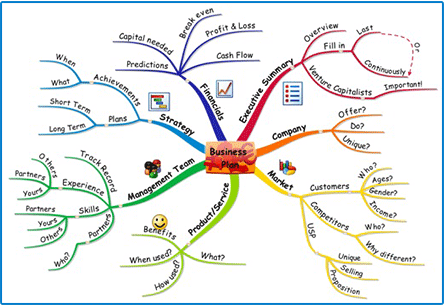 Business
Plan
Executive Summary
Overview
Fill in
Last
Or
Continuously
Venture Capitalists
Important!
Company
Offer?
Do?
Unique?
Market
Customers
Who?
Ages?
Gender?
Income?
Competitors
Who?
Why different?
USP
Unique
Selling
Proposition
Product/Service
Benefits
When used?
How used?
What?
Management Team
Track Record
Experience
Others
Partners
Yours
Skills
Partners
Yours
Others
Partners
Who?
Strategy
Achievements
When
What
Plans
Short Term
Long Term
Financials
Break even
Profit & Loss
Cash Flow
Capital needed
Predictions